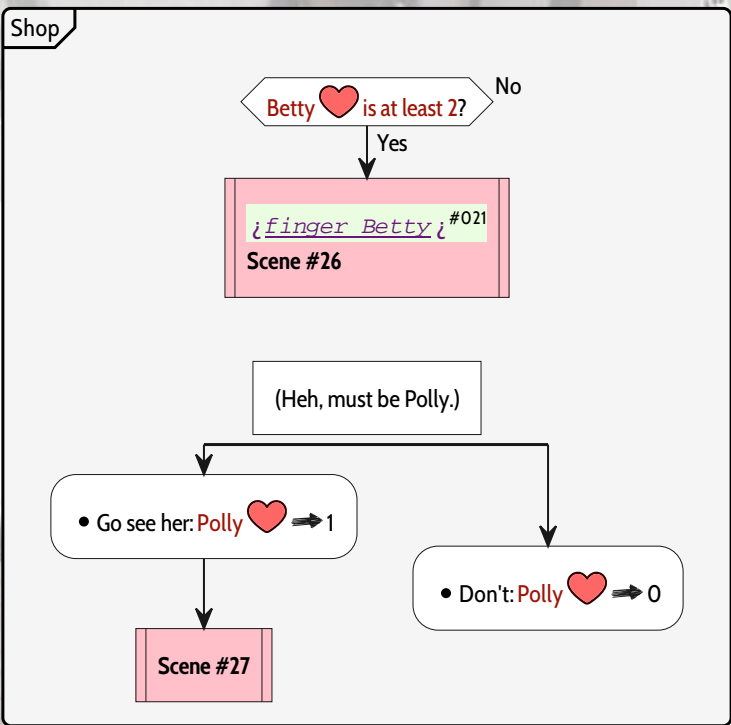 Shop
Betty is at least 2?
No
Yes
¿finger Betty¿#021
Scene #26
(Heh, must be Polly.)
Go see her: Polly 1
Don't: Polly 0
Scene #27